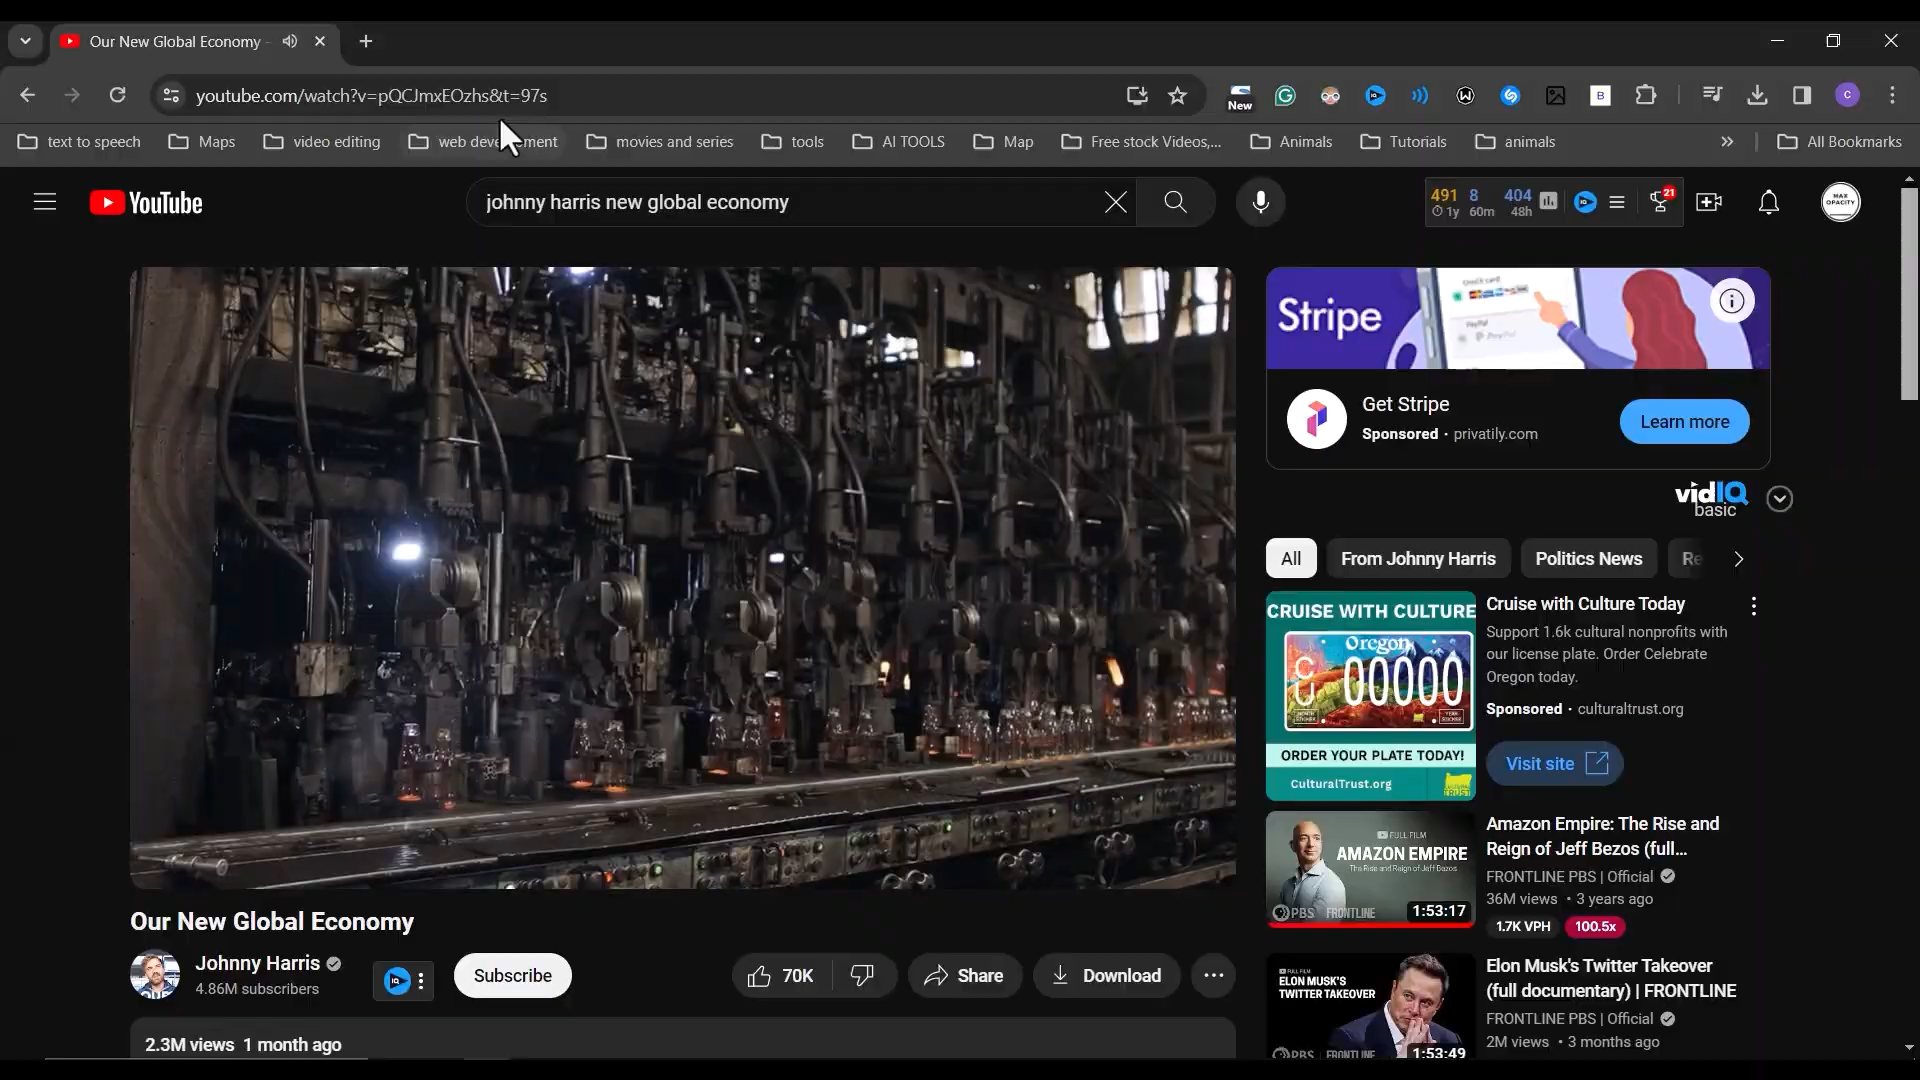 Our New Global Economy
youtube.com/watch?v=pQCJmxEOzhs&t=97s
New
B
C
text to speech
Maps
video editing
web development
movies and series
tools
AI TOOLS
Map
Free stock Videos,...
Animals
Tutorials
animals
All Bookmarks
YouTube
johnny harris new global economy
491 8 404
1y 60m 48h
21
MAX
OPACITY
Stripe
PayPal
Get Stripe
Sponsored · privatily.com
Learn more
vidIQ
basic
All
From Johnny Harris
Politics News
Re
CRUISE WITH CULTURE
Oregon
CU 00000
ORDER YOUR PLATE TODAY!
CulturalTrust.org
Cruise with Culture Today
Support 1.6k cultural nonprofits with
our license plate. Order Celebrate
Oregon today.
Sponsored · culturaltrust.org
Visit site
FULL FILM
AMAZON EMPIRE
The Rise and Reign of Jeff Bezos
PBS FRONTLINE
1:53:17
Amazon Empire: The Rise and
Reign of Jeff Bezos (full...
FRONTLINE PBS | Official
36M views • 3 years ago
1.7K VPH 100.5x
FULL FILM
ELON MUSK'S
TWITTER TAKEOVER
PBS FRONTLINE
1:53:49
Elon Musk's Twitter Takeover
(full documentary) | FRONTLINE
FRONTLINE PBS | Official
2M views • 3 months ago
Our New Global Economy
Johnny Harris
4.86M subscribers
IQ
Subscribe
70K
Share
Download
2.3M views 1 month ago